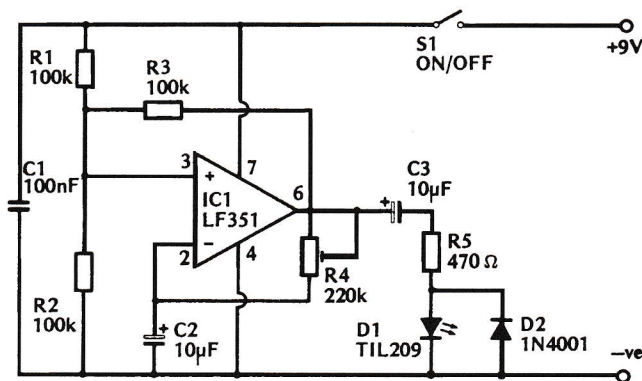 S1
ON/OFF
+9V
R1
100k
R3
100k
C1
100nF
3
+
7
IC1
LF351
6
−
2
4
C3
+
10µF
R4
220k
R5
470 Ω
R2
100k
+
C2
10µF
D1
TIL209
D2
1N4001
−ve